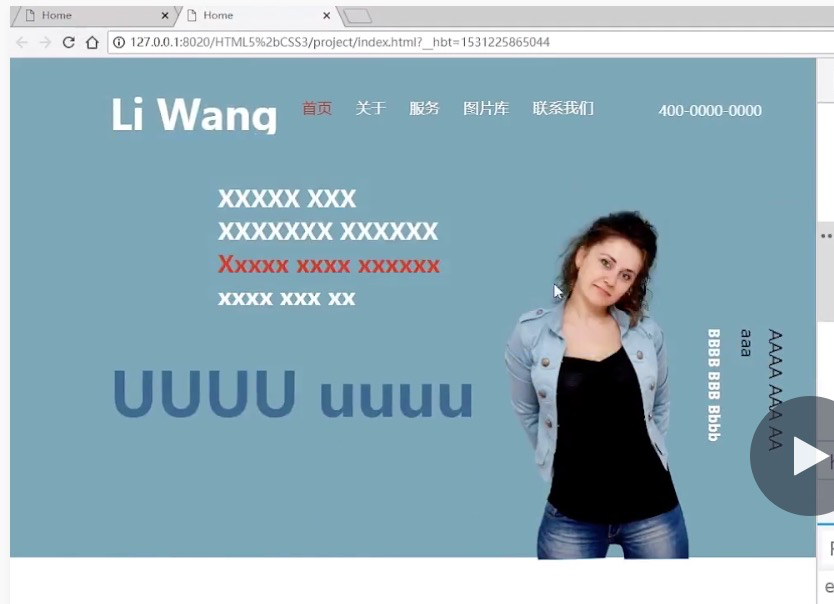 Home
Home
127.0.0.1:8020/HTML5%2bCSS3/project/index.html?__hbt=1531225865044
Li Wang
首页 关于 服务 图片库 联系我们
400-0000-0000
XXXXX XXX
XXXXXXX XXXXXX
Xxxxx xxxx xxxxxx
xxxx xxx xx
UUUU uuuu
AAAA AAA AA
aaa
BBBB BBB Bbbb